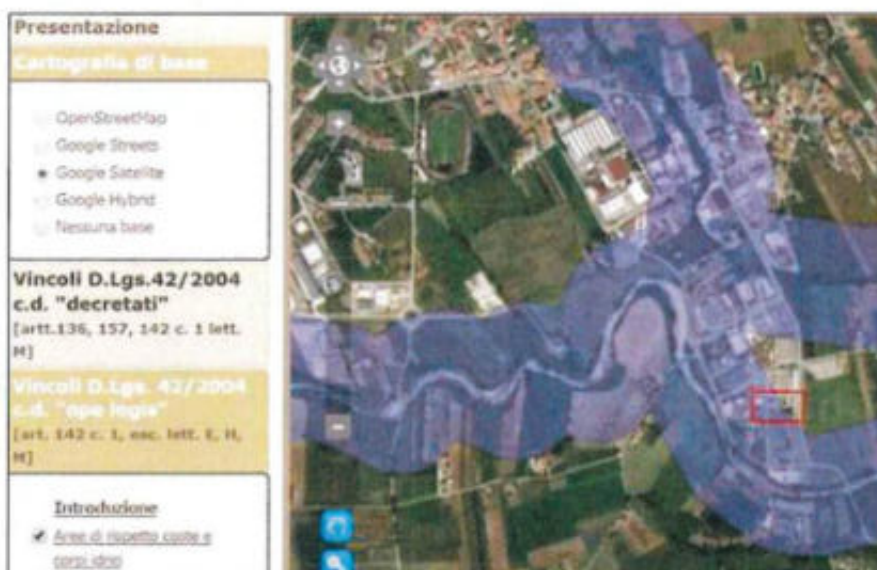 Presentazione
Cartografia di base
OpenStreetMap
Google Streets
Google Satellite
Google Hybrid
Nessuna base
Vincoli D.Lgs.42/2004
c.d. "decretati"
[artt.136, 157, 142 c. 1 lett.
M]
Vincoli D.Lgs. 42/2004
c.d. "ope legis"
[art. 142 c. 1, esc. lett. E, H,
M]
Introduzione
Aree di rispetto coste e
corpi idrici